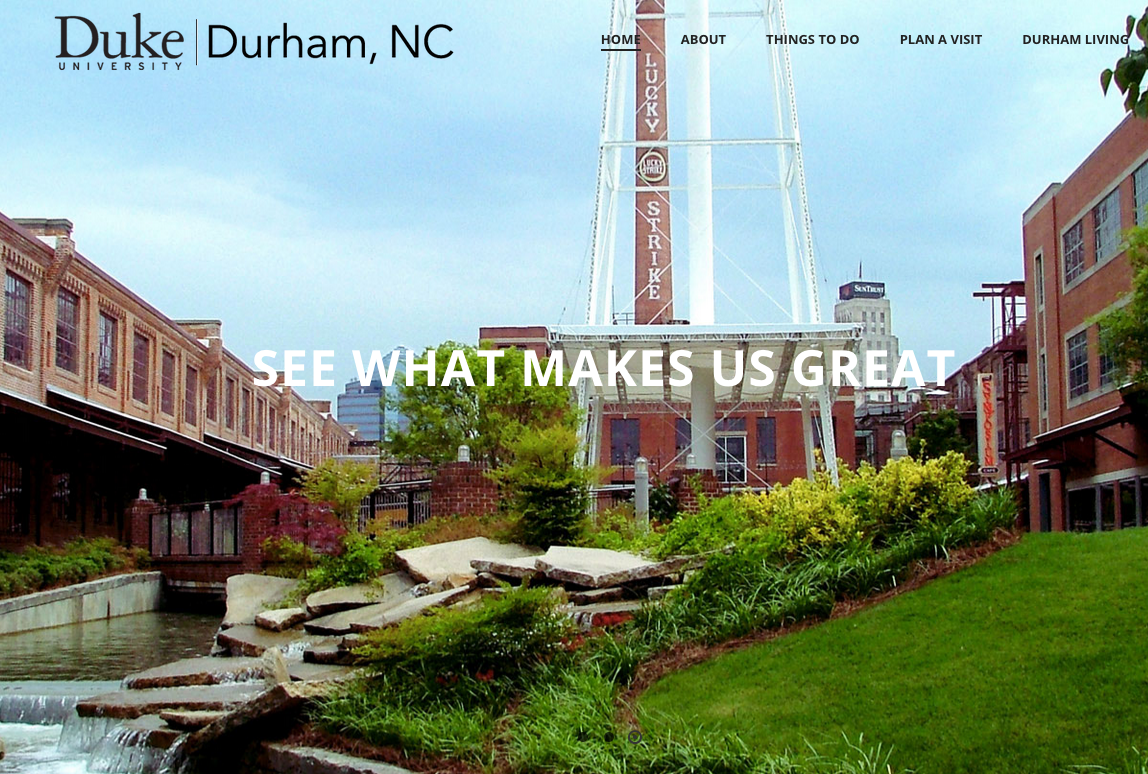 Duke
UNIVERSITY
Durham, NC
HOME
ABOUT
THINGS TO DO
PLAN A VISIT
DURHAM LIVING
LUCKY
LUCKY
STRIKE
STRIKE
SUNTRUST
SEE WHAT MAKES US GREAT